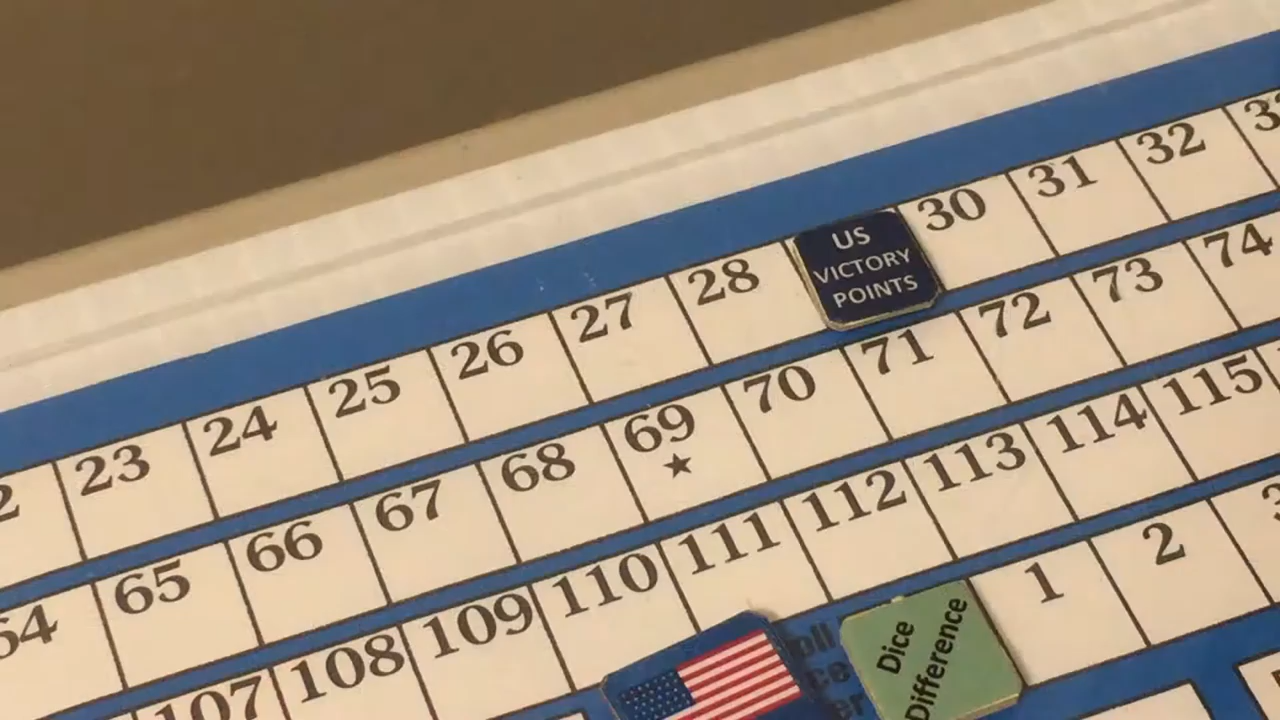 23 24 25 26 27 28 US VICTORY POINTS 30 31 32
65 66 67 68 69 ★ 70 71 72 73 74
108 109 110 111 112 113 114 115
Dice Difference 1 2